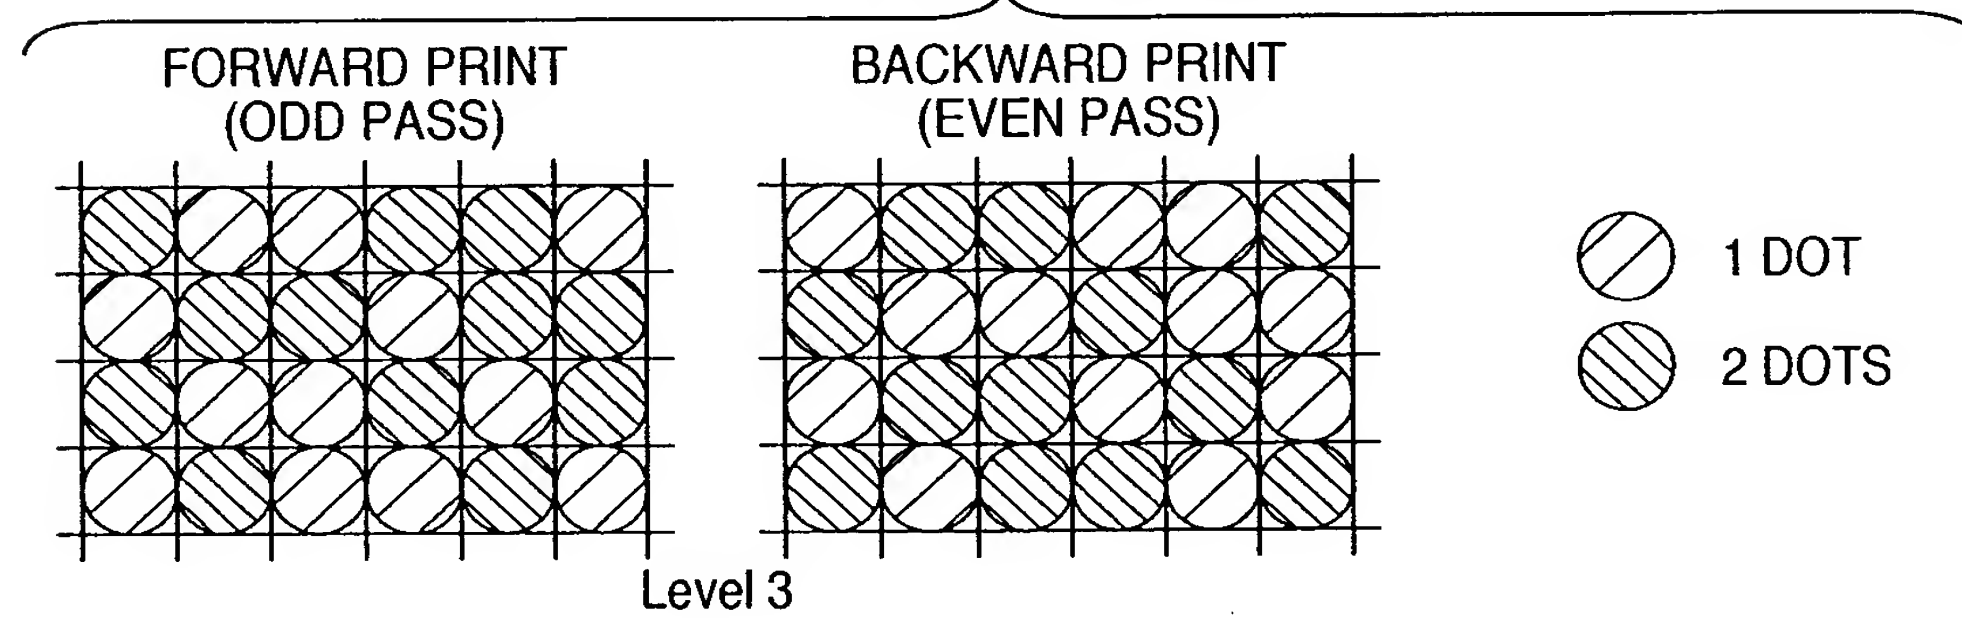 FORWARD PRINT
(ODD PASS)
BACKWARD PRINT
(EVEN PASS)
1 DOT
2 DOTS
Level 3